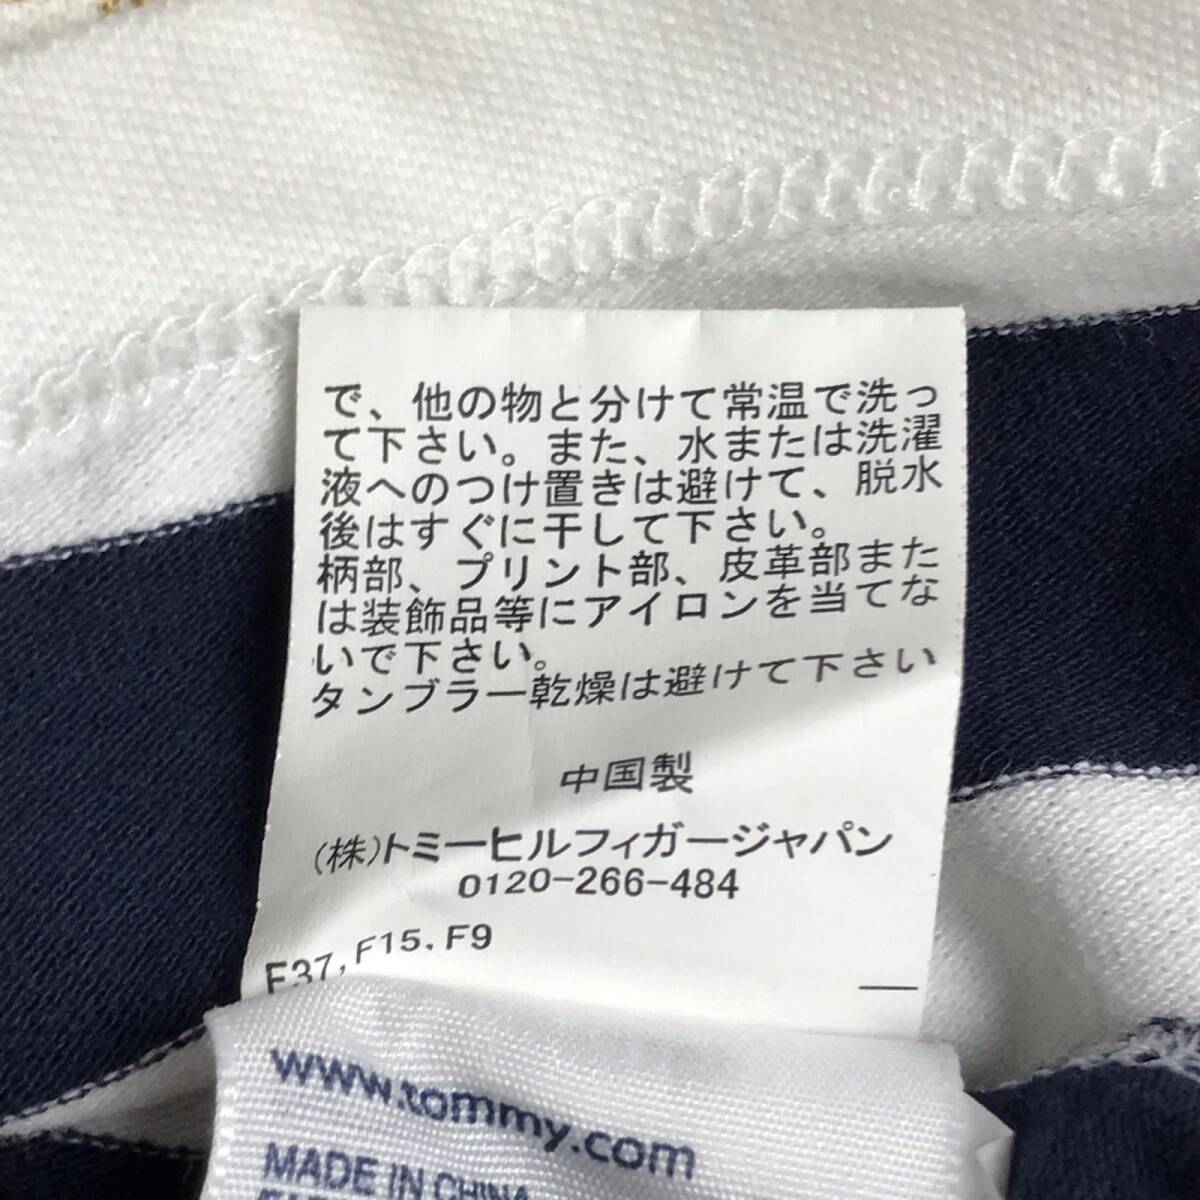 で、他の物と分けて常温で洗っ
て下さい。また、水または洗濯
液へのつけ置きは避けて、脱水
後はすぐに干して下さい。
柄部、プリント部、皮革部また
は装飾品等にアイロンを当てな
いで下さい。
タンブラー乾燥は避けて下さい
中国製
(株)トミーヒルフィガージャパン
0120-266-484
F37, F15, F9
www.tommy.com
MADE IN CHINA